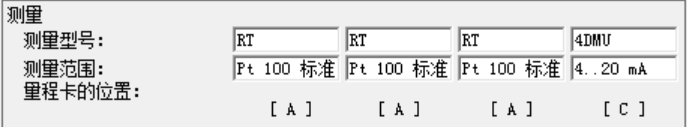 测量
测量型号: RT RT RT 4DMU
测量范围: Pt 100 标准 Pt 100 标准 Pt 100 标准 4..20 mA
量程卡的位置:
[ A ] [ A ] [ A ] [ C ]